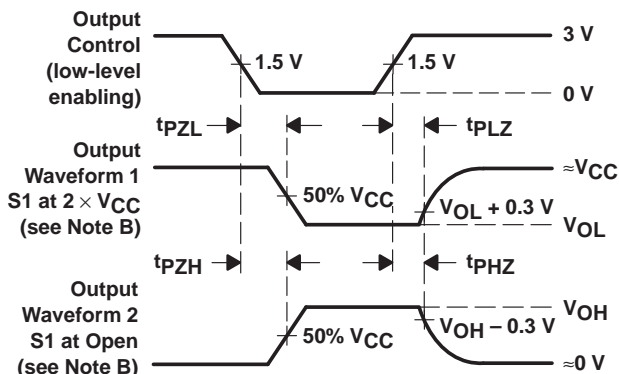 Output
Control
(low-level
enabling)
1.5 V
1.5 V
3 V
0 V
tPZL
tPLZ
Output
Waveform 1
S1 at 2 × VCC
(see Note B)
50% VCC
VOL + 0.3 V
≈VCC
VOL
tPZH
tPHZ
Output
Waveform 2
S1 at Open
(see Note B)
50% VCC
VOH − 0.3 V
VOH
≈0 V